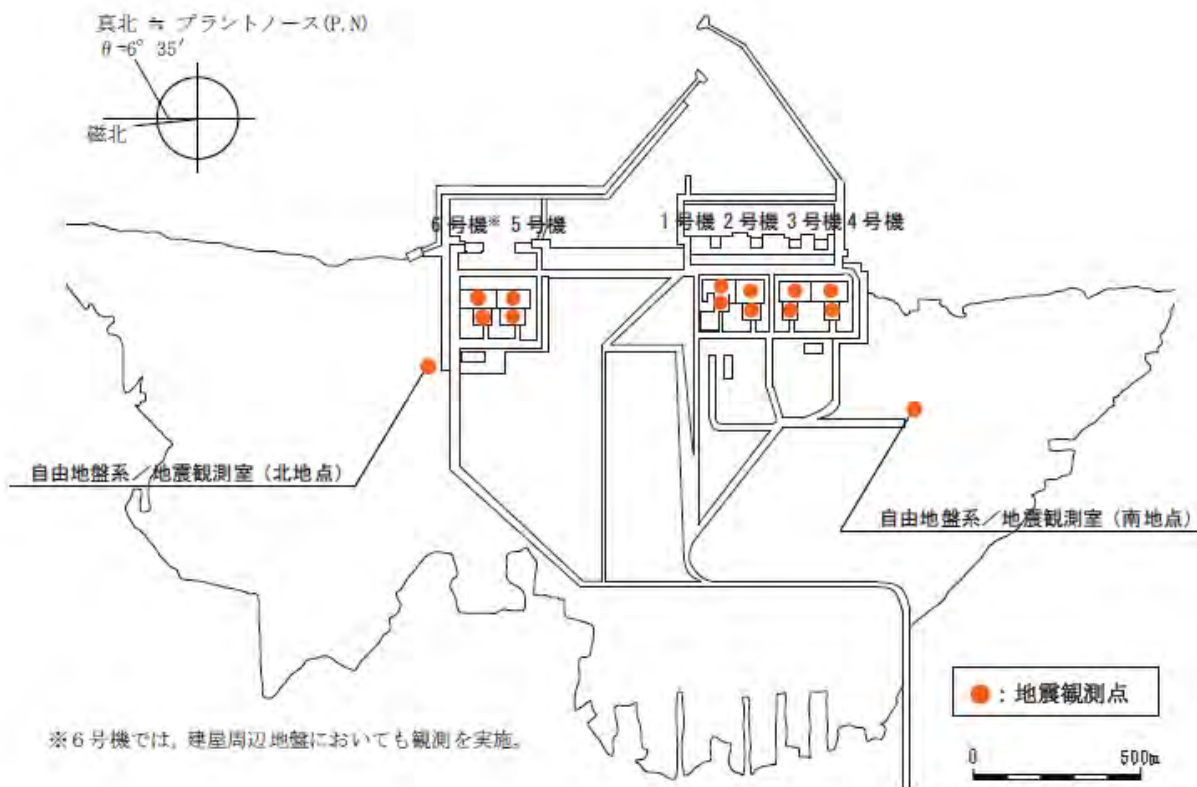 真北 ≒ プラントノース(P.N)
θ=6° 35′
磁北
6号機※ 5号機
1号機 2号機 3号機 4号機
自由地盤系／地震観測室（北地点）
自由地盤系／地震観測室（南地点）
：地震観測点
※6号機では，建屋周辺地盤においても観測を実施。
0 500m